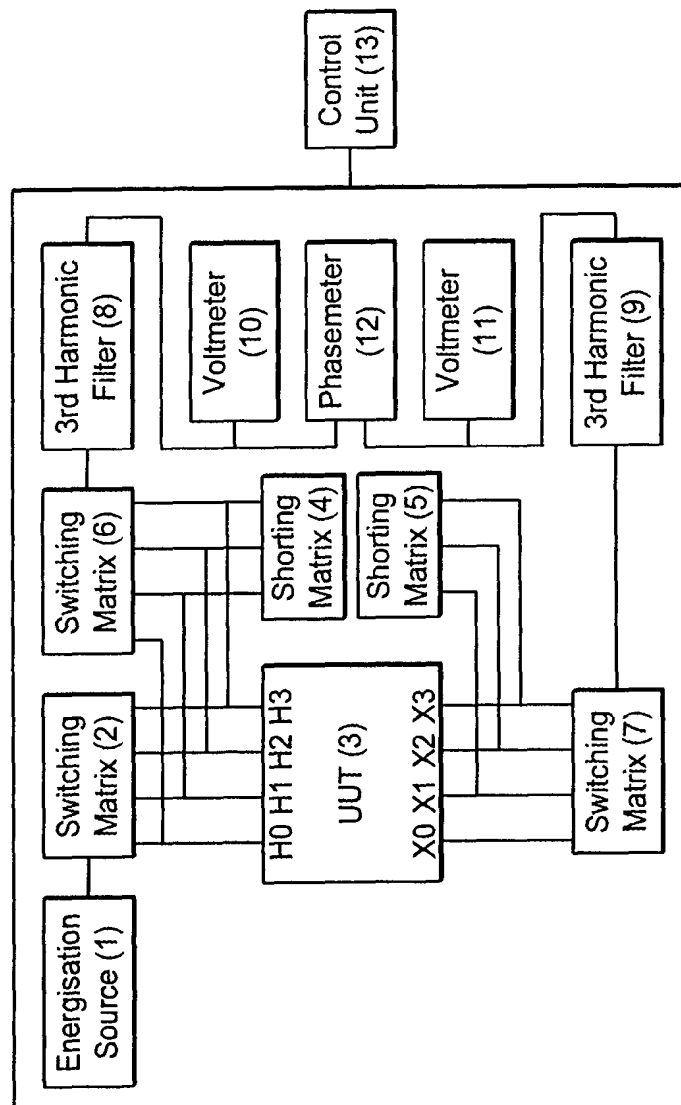 Energisation
Source (1)
Switching
Matrix (2)
Switching
Matrix (6)
3rd Harmonic
Filter (8)
Voltmeter
(10)
Phasemeter
(12)
Voltmeter
(11)
3rd Harmonic
Filter (9)
Control
Unit (13)
Shorting
Matrix (4)
Shorting
Matrix (5)
H0 H1 H2 H3
UUT (3)
X0 X1 X2 X3
Switching
Matrix (7)